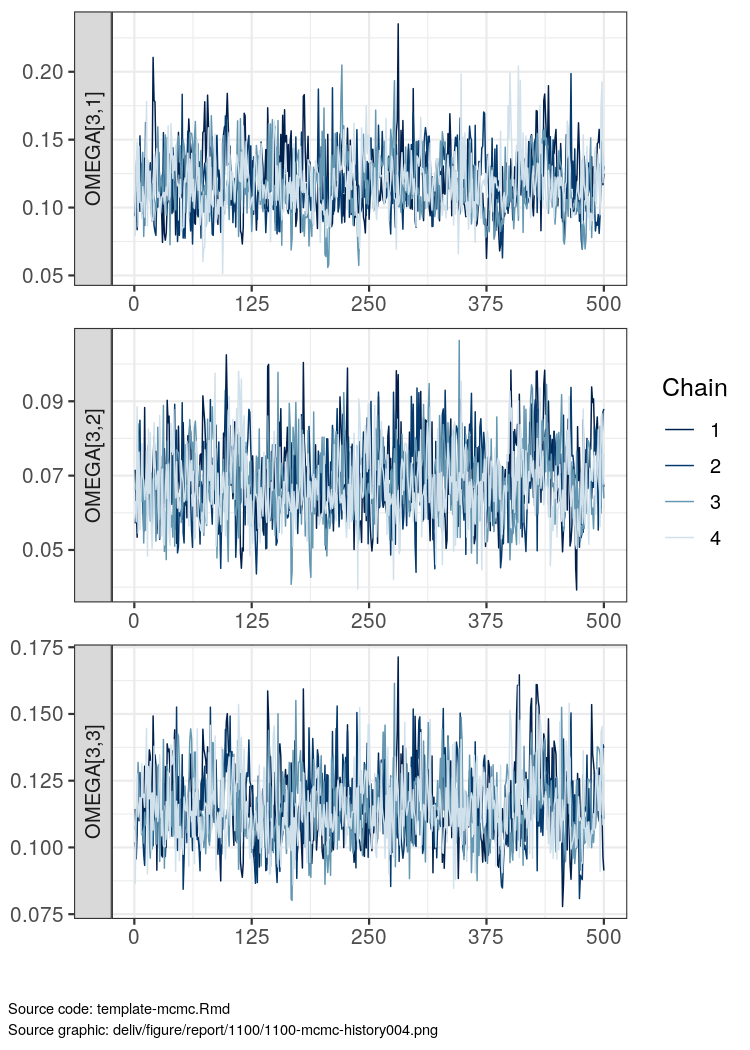 OMEGA[3,1]
0.20
0.15
0.10
0.05
0 125 250 375 500
OMEGA[3,2]
0.09
0.07
0.05
0 125 250 375 500
Chain
1
2
3
4
OMEGA[3,3]
0.175
0.150
0.125
0.100
0.075
0 125 250 375 500
Source code: template-mcmc.Rmd
Source graphic: deliv/figure/report/1100/1100-mcmc-history004.png